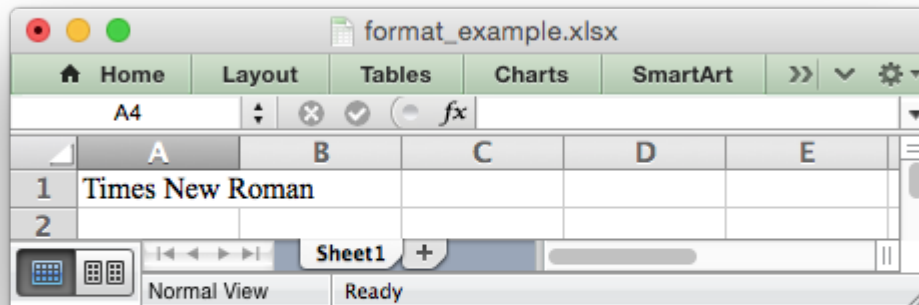 format_example.xlsx
Home Layout Tables Charts SmartArt
A4 fx
A B C D E
1 Times New Roman
2
Sheet1 +
Normal View Ready